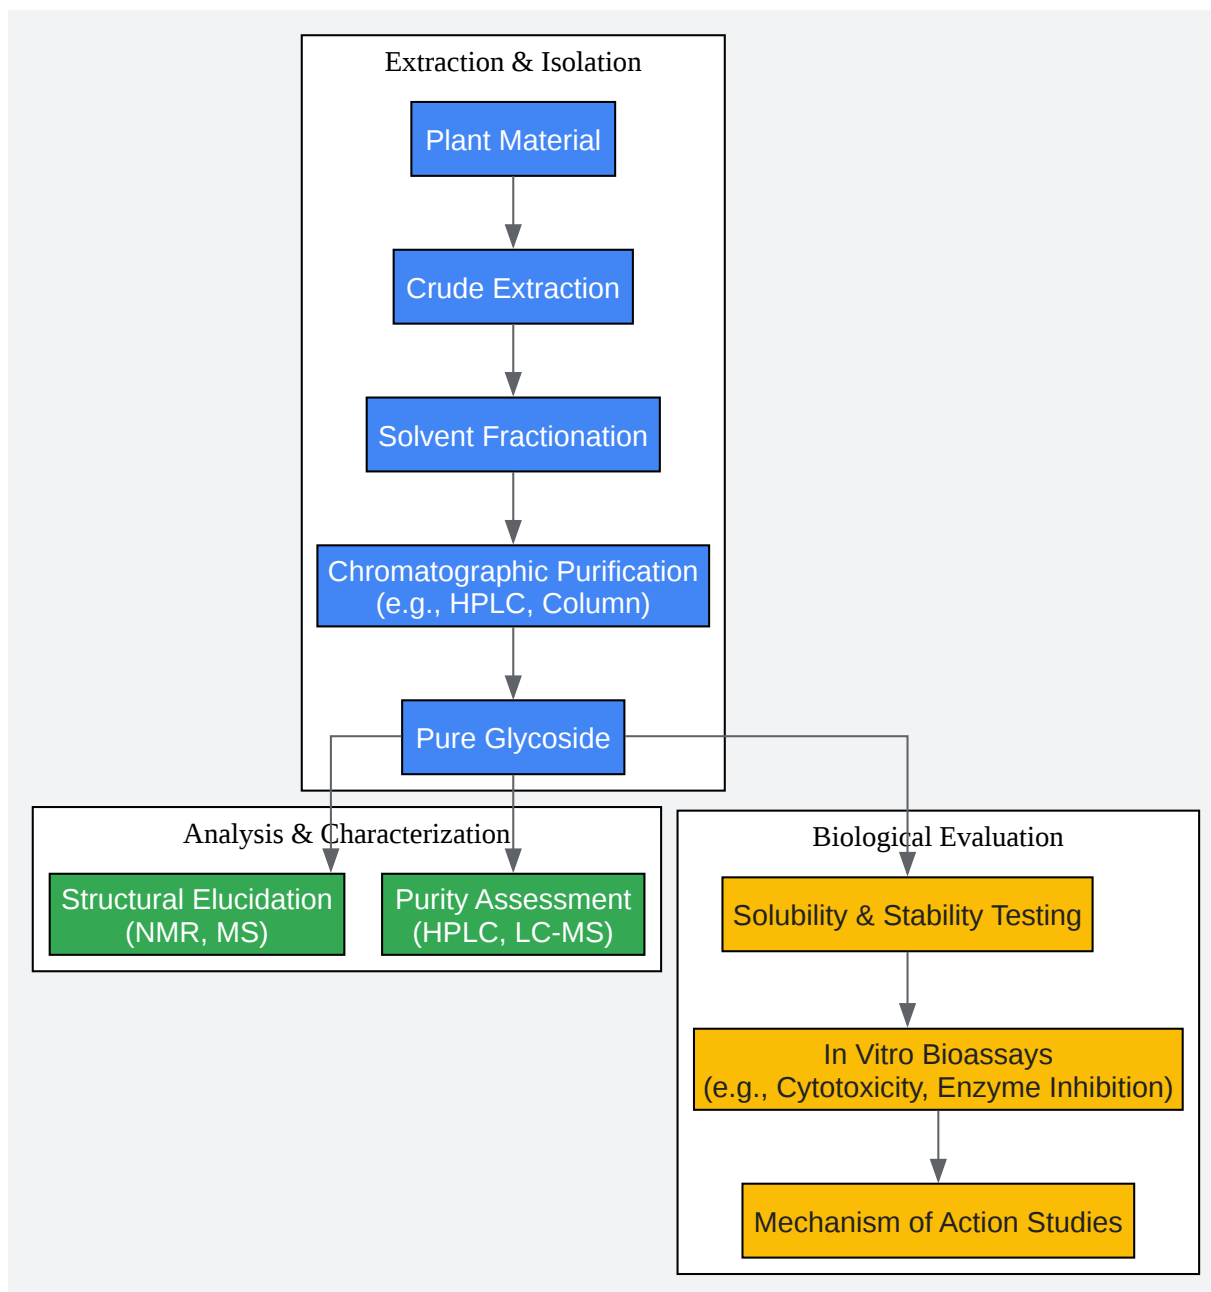 Extraction & Isolation
Plant Material
Crude Extraction
Solvent Fractionation
Chromatographic Purification
(e.g., HPLC, Column)
Pure Glycoside
Analysis & Characterization
Structural Elucidation
(NMR, MS)
Purity Assessment
(HPLC, LC-MS)
Biological Evaluation
Solubility & Stability Testing
In Vitro Bioassays
(e.g., Cytotoxicity, Enzyme Inhibition)
Mechanism of Action Studies